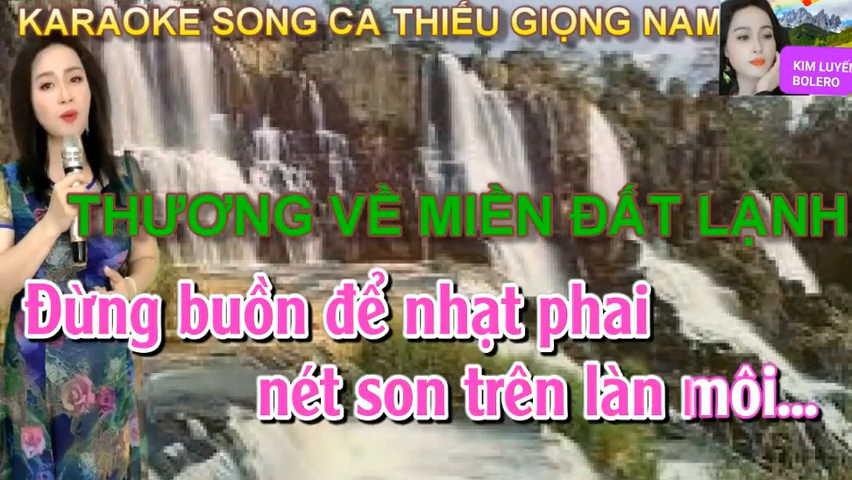 KARAOKE SONG CA THIẾU GIỌNG NAM
KIM LUYẾN
BOLERO
THƯƠNG VỀ MIỀN ĐẤT LẠNH
Đừng buồn để nhạt phai
nét son trên làn môi...